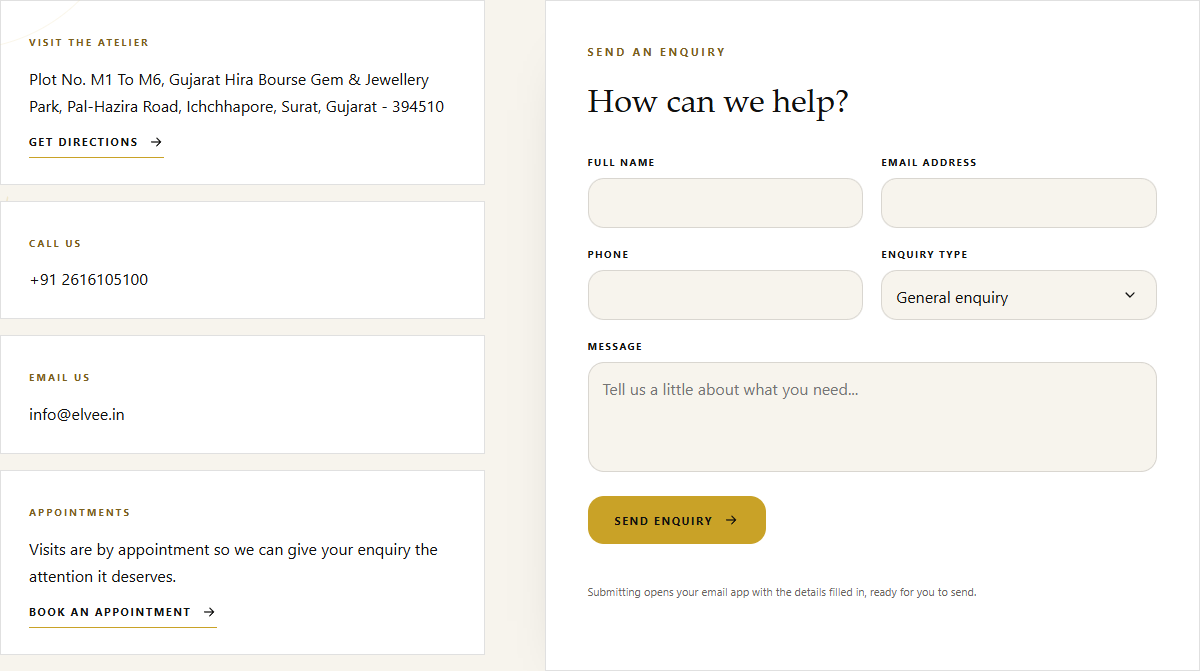 VISIT THE ATELIER
Plot No. M1 To M6, Gujarat Hira Bourse Gem & Jewellery
Park, Pal-Hazira Road, Ichchhapore, Surat, Gujarat - 394510
GET DIRECTIONS →
CALL US
+91 2616105100
EMAIL US
info@elvee.in
APPOINTMENTS
Visits are by appointment so we can give your enquiry the
attention it deserves.
BOOK AN APPOINTMENT →
SEND AN ENQUIRY
How can we help?
FULL NAME
EMAIL ADDRESS
PHONE
ENQUIRY TYPE
General enquiry
MESSAGE
Tell us a little about what you need...
SEND ENQUIRY →
Submitting opens your email app with the details filled in, ready for you to send.